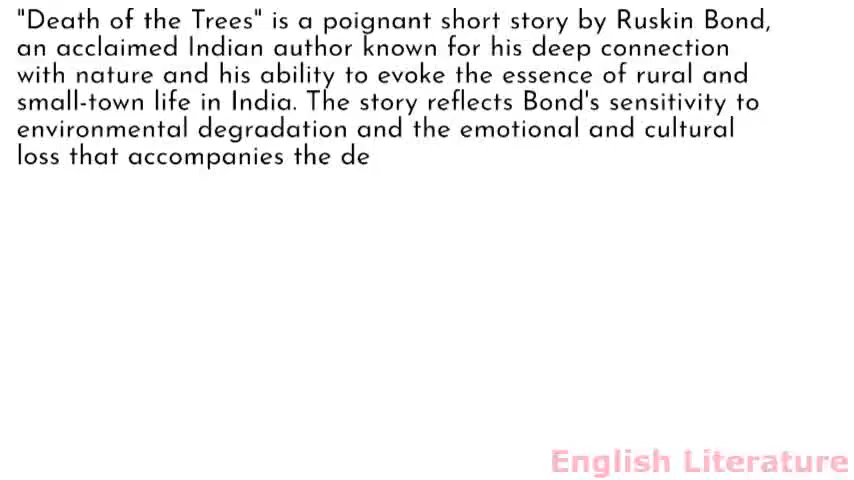 "Death of the Trees" is a poignant short story by Ruskin Bond,
an acclaimed Indian author known for his deep connection
with nature and his ability to evoke the essence of rural and
small-town life in India. The story reflects Bond's sensitivity to
environmental degradation and the emotional and cultural
loss that accompanies the de
English Literature